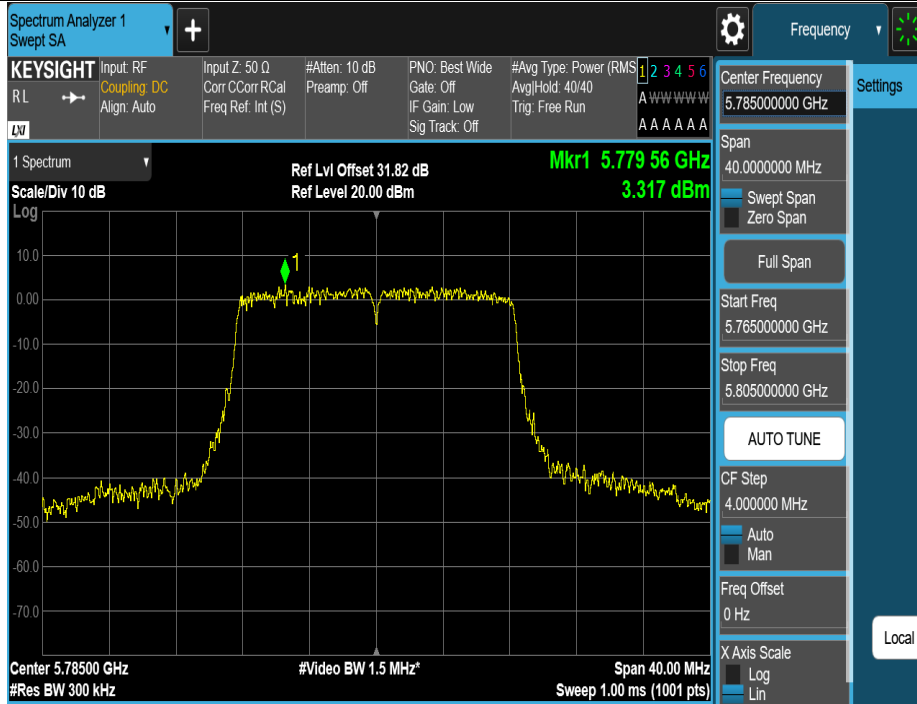 Spectrum Analyzer 1
Swept SA
+
Frequency
KEYSIGHT
R L
LXI
Input: RF
Coupling: DC
Align: Auto
Input Z: 50 Ω
Corr CCorr RCal
Freq Ref: Int (S)
#Atten: 10 dB
Preamp: Off
PNO: Best Wide
Gate: Off
IF Gain: Low
Sig Track: Off
#Avg Type: Power (RMS
Avg|Hold: 40/40
Trig: Free Run
1 2 3 4 5 6
A W W W W W
A A A A A A
1 Spectrum
Scale/Div 10 dB
Log
Ref Lvl Offset 31.82 dB
Ref Level 20.00 dBm
Mkr1 5.779 56 GHz
3.317 dBm
1
10.0
0.00
-10.0
-20.0
-30.0
-40.0
-50.0
-60.0
-70.0
Center 5.78500 GHz
#Res BW 300 kHz
#Video BW 1.5 MHz*
Span 40.00 MHz
Sweep 1.00 ms (1001 pts)
Center Frequency
5.785000000 GHz
Span
40.0000000 MHz
Swept Span
Zero Span
Full Span
Start Freq
5.765000000 GHz
Stop Freq
5.805000000 GHz
AUTO TUNE
CF Step
4.000000 MHz
Auto
Man
Freq Offset
0 Hz
X Axis Scale
Log
Lin
Settings
Local